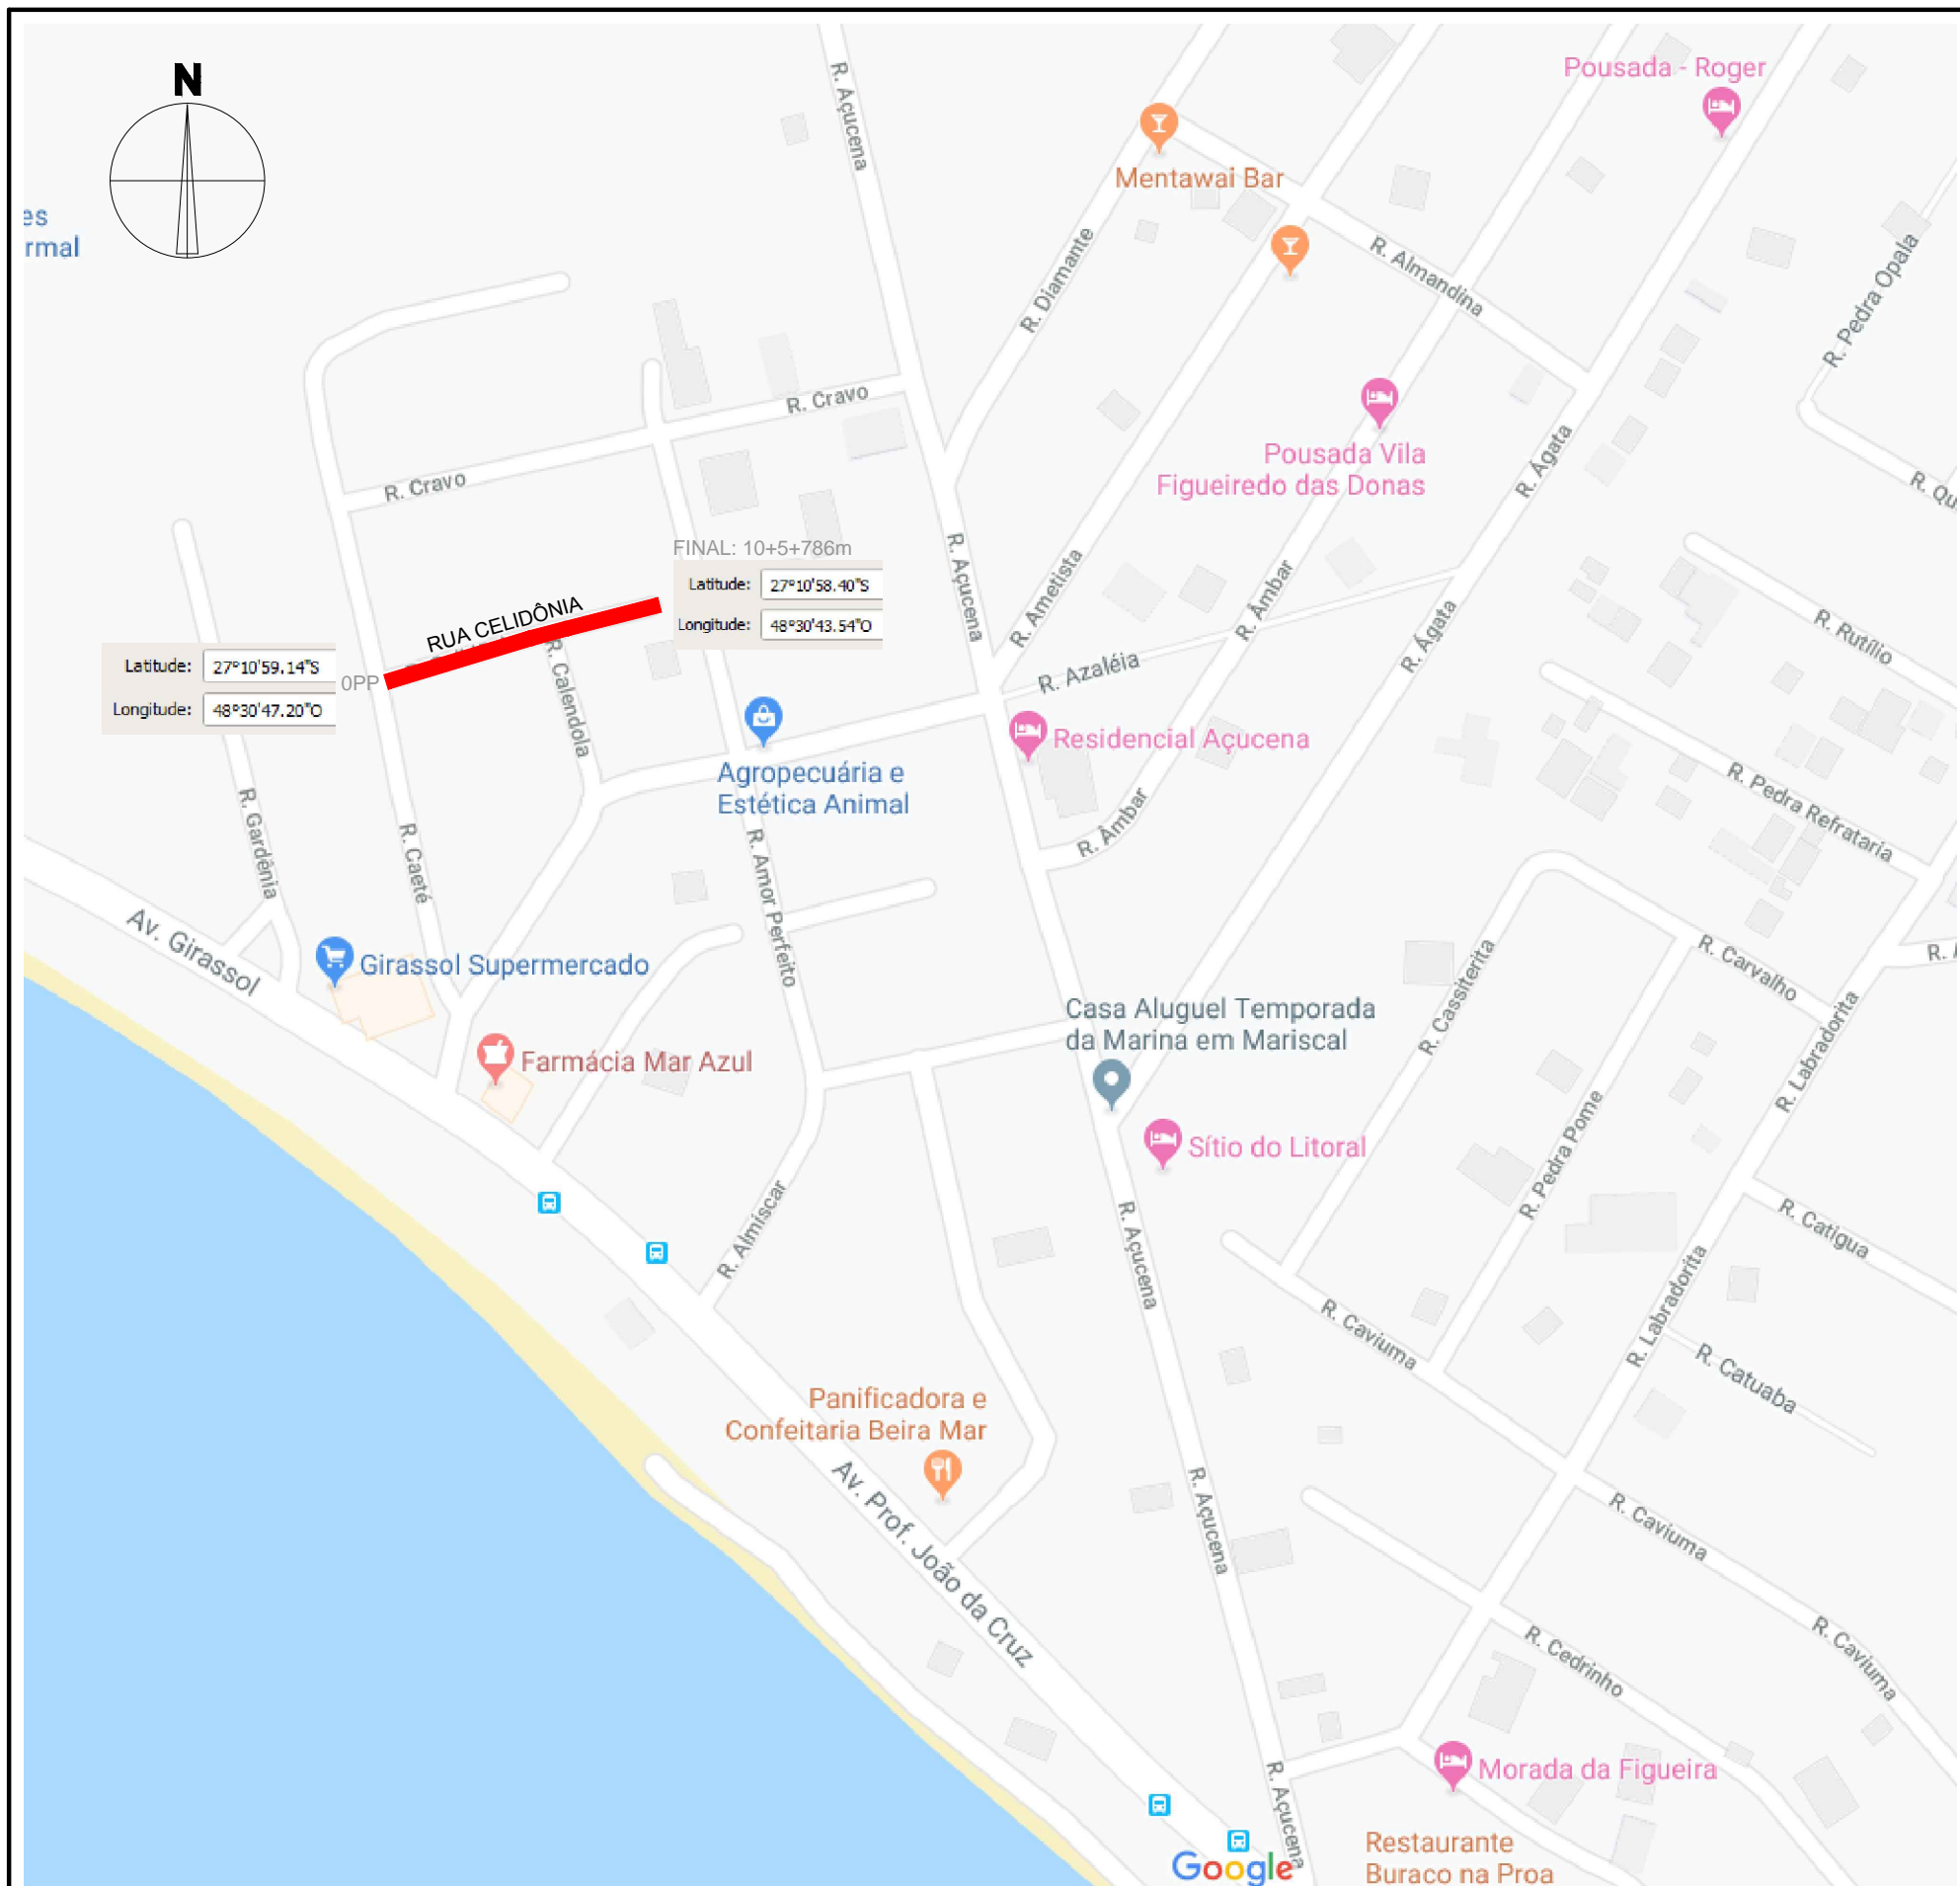 N
Pousada - Roger
R. Açucena
Mentawai Bar
es
rmal
R. Almandina
R. Diamante
R. Pedra Opala
R. Cravo
Pousada Vila
Figueiredo das Donas
R. Ágata
R. Cravo
R. Qu
FINAL: 10+5+786m
Latitude: 27°10'58.40"S
Longitude: 48°30'43.54"O
R. Açucena
R. Ametista
R. Âmbar
RUA CELIDÔNIA
R. Ágata
R. Rutílio
Latitude: 27°10'59.14"S
Longitude: 48°30'47.20"O
0PP
R. Calendola
R. Azaléia
Residencial Açucena
Agropecuária e
Estética Animal
R. Pedra Refrataria
R. Gardênia
R. Caeté
R. Âmbar
R. Amor Perfeito
Av. Girassol
Girassol Supermercado
R. Cassiterita
R. Carvalho
R.
Casa Aluguel Temporada
da Marina em Mariscal
Farmácia Mar Azul
R. Labradorita
R. Pedra Pome
Sítio do Litoral
R. Almiscar
R. Açucena
R. Catigua
R. Labradorita
R. Caviuma
R. Catuaba
Panificadora e
Confeitaria Beira Mar
Av. Prof. João da Cruz
R. Açucena
R. Caviuma
R. Cedrinho
R. Caviuma
Morada da Figueira
R. Açucena
Restaurante
Buraco na Proa
Google